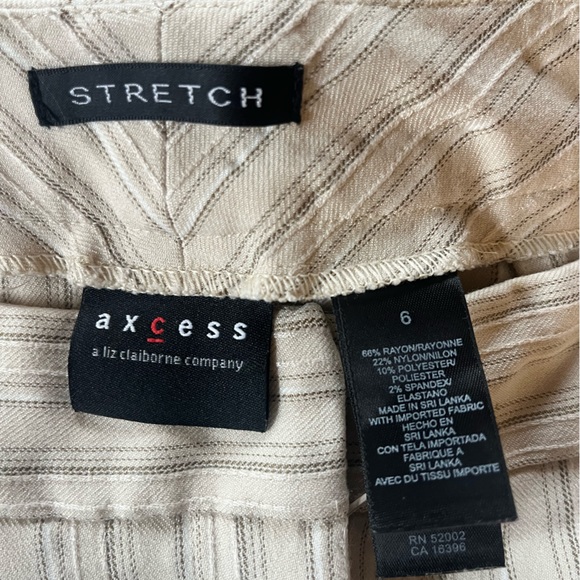 STRETCH
axcess
a liz claiborne company
6
66% RAYON/RAYONNE
22% NYLON/NILON
10% POLYESTER/
POLIESTER
2% SPANDEX/
ELASTANO
MADE IN SRI LANKA
WITH IMPORTED FABRIC
HECHO EN
SRI LANKA
CON TELA IMPORTADA
FABRIQUE A
SRI LANKA
AVEC DU TISSU IMPORTE
RN 52002
CA 16396